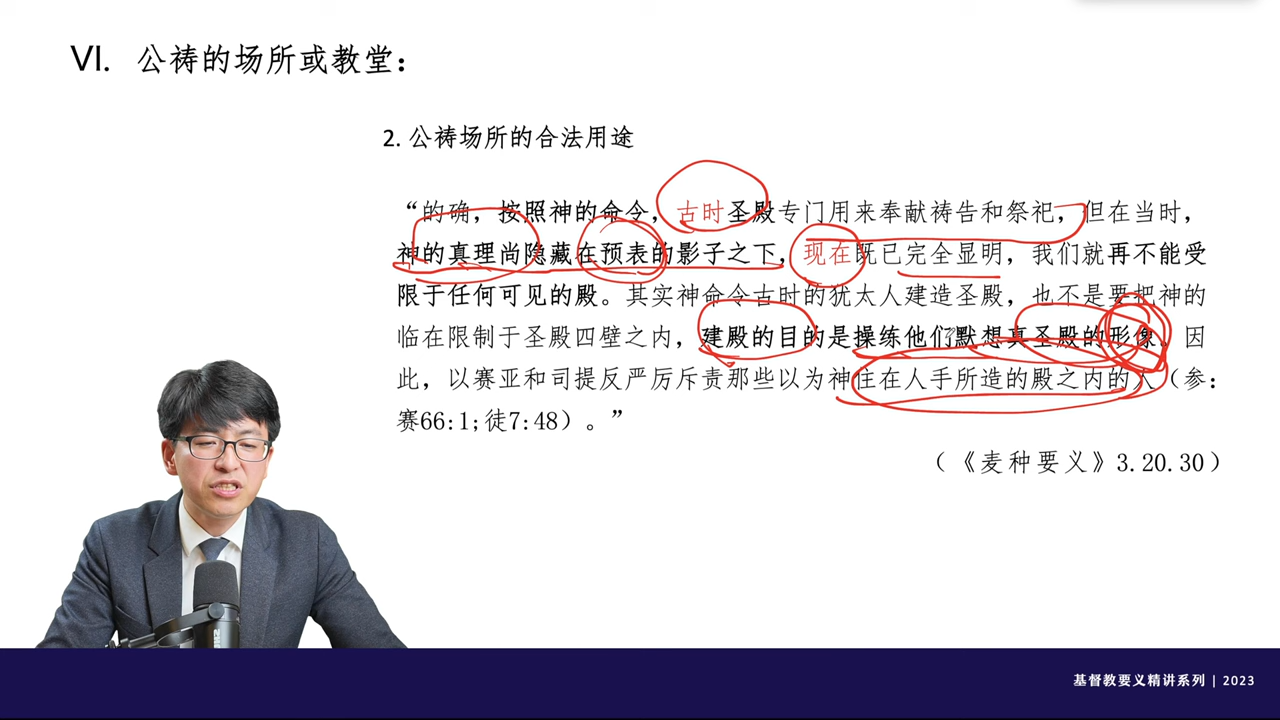 VI. 公祷的场所或教堂：
2. 公祷场所的合法用途
“的确，按照神的命令，古时圣殿专门用来奉献祷告和祭祀，但在当时，
神的真理尚隐藏在预表的影子之下，现在既已完全显明，我们就再不能受
限于任何可见的殿。其实神命令古时的犹太人建造圣殿，也不是要把神的
临在限制于圣殿四壁之内，建殿的目的是操练他们默想真圣殿的形像。因
此，以赛亚和司提反严厉斥责那些以为神住在人手所造的殿之内的人（参：
赛66:1;徒7:48）。”
（《麦种要义》3.20.30）
基督教要义精讲系列 | 2023